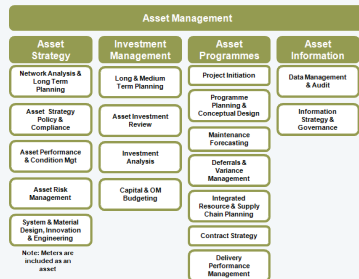 Asset Management
Asset
Strategy
Network Analysis &
Long Term
Planning
Asset Strategy
Policy &
Compliance
Asset Performance
& Condition Mgt
Asset Risk
Management
System & Material
Design, Innovation
& Engineering
Note: Meters are
included as an
asset
Investment
Management
Long & Medium
Term Planning
Asset Investment
Review
Investment
Analysis
Capital & OM
Budgeting
Asset
Programmes
Project Initiation
Programme
Planning &
Conceptual Design
Maintenance
Forecasting
Deferrals &
Variance
Management
Integrated
Resource & Supply
Chain Planning
Contract Strategy
Delivery
Performance
Management
Asset
Information
Data Management
& Audit
Information
Strategy &
Governance